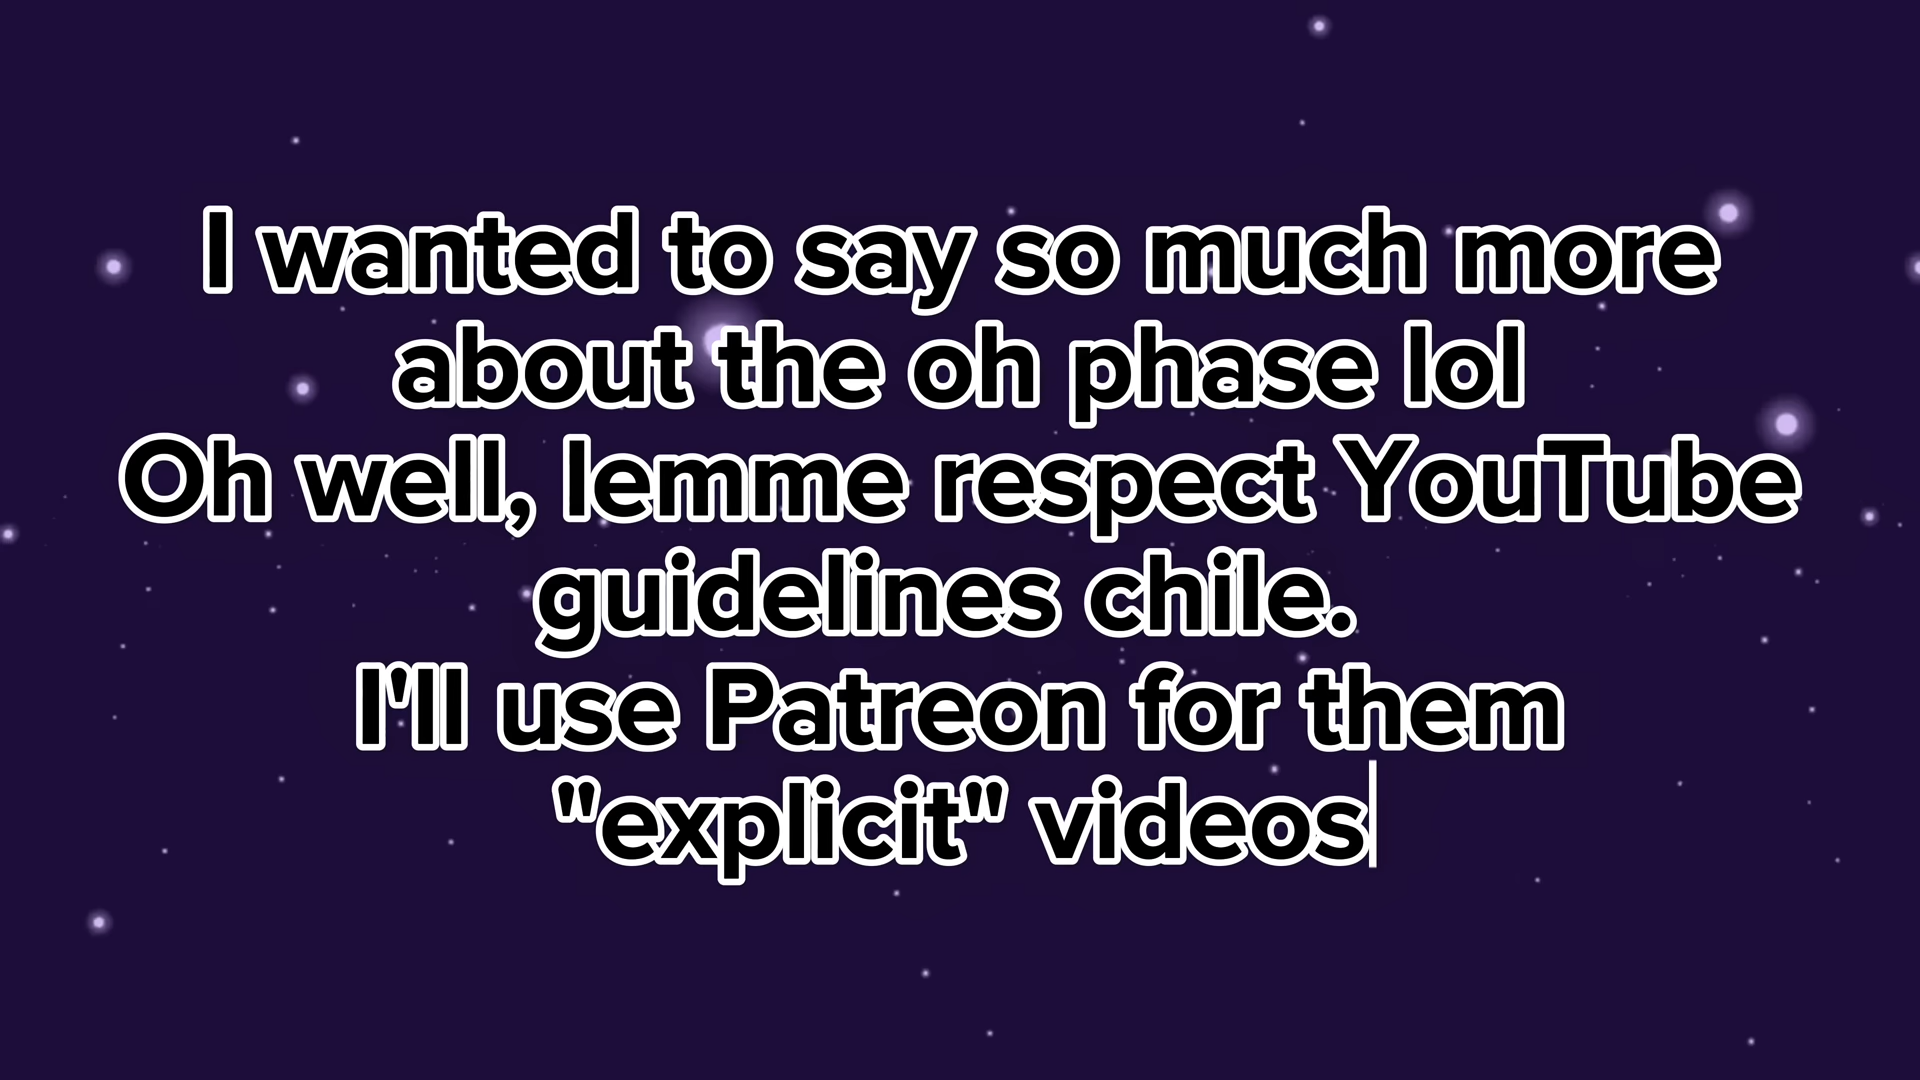 I wanted to say so much more
about the oh phase lol
Oh well, lemme respect YouTube
guidelines chile.
I'll use Patreon for them
"explicit" videos